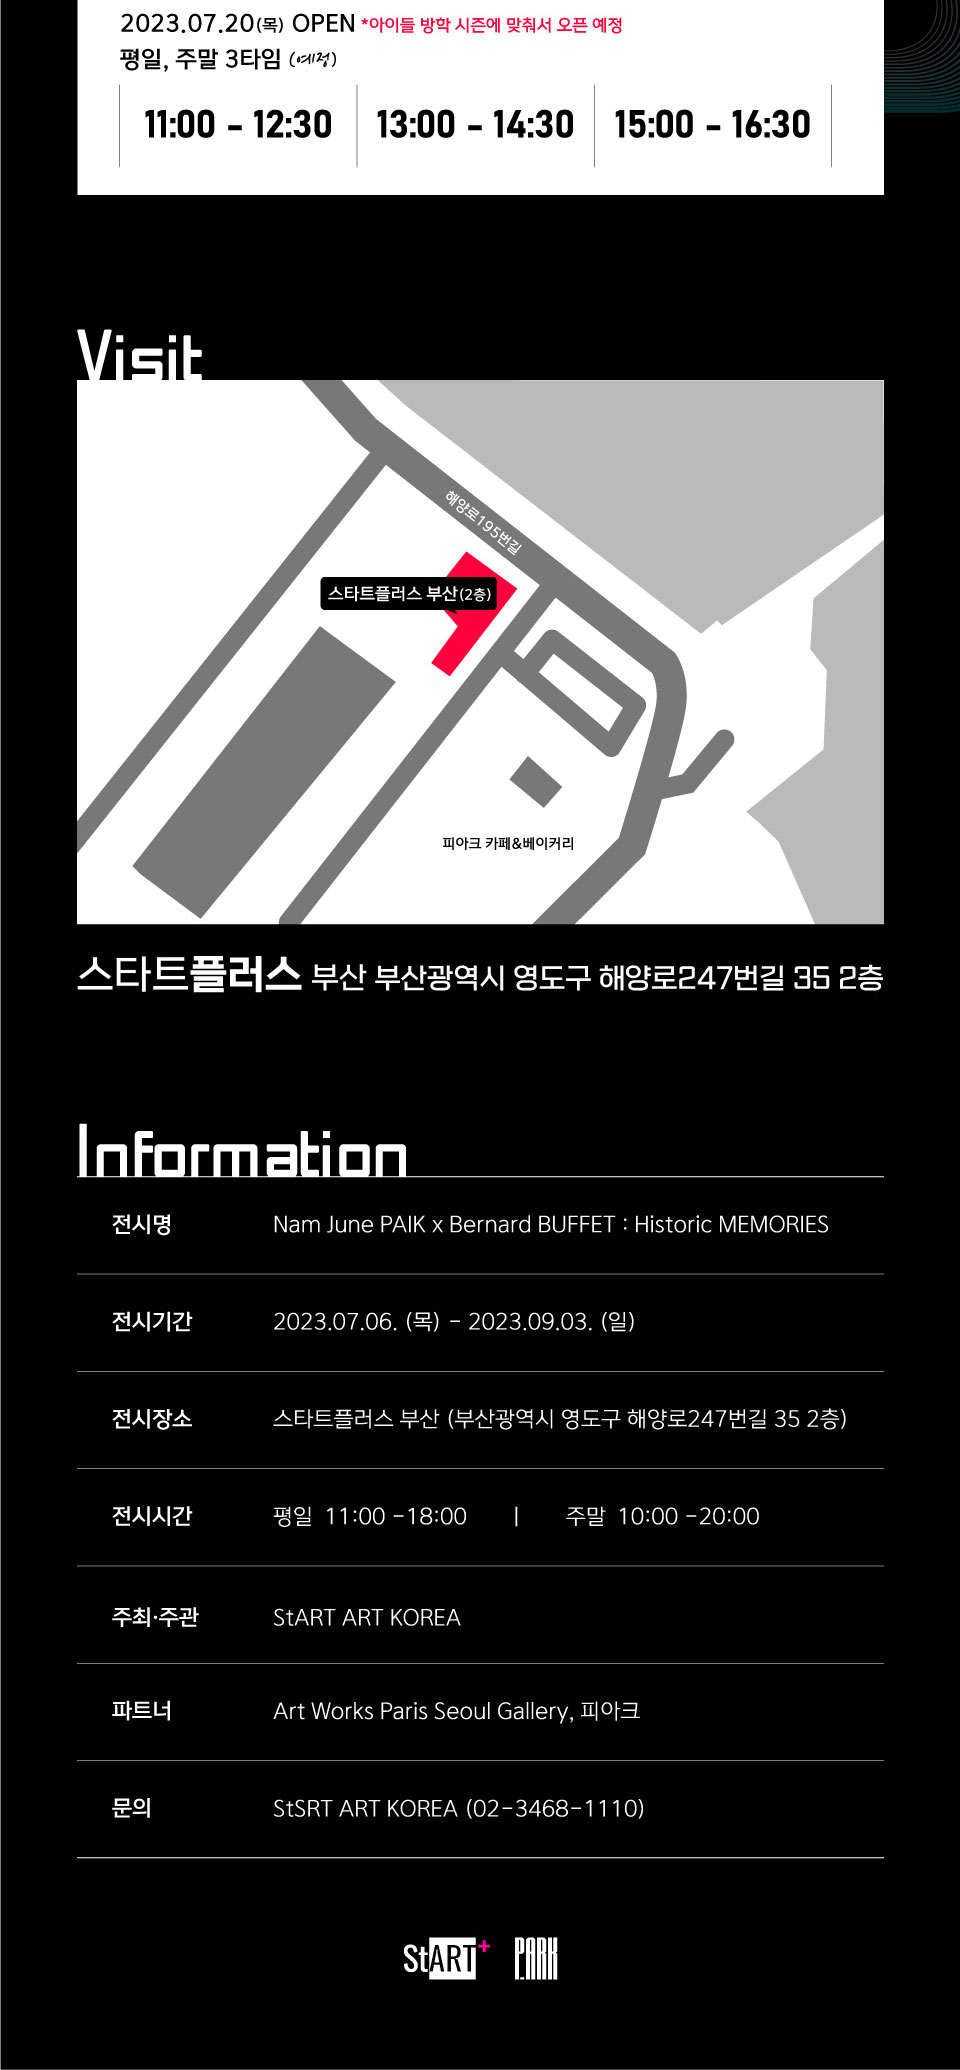 2023.07.20(목) OPEN *아이들 방학 시즌에 맞춰서 오픈 예정
평일, 주말 3타임 (예정)
11:00 - 12:30
13:00 - 14:30
15:00 - 16:30
Visit
해양로195번길
스타트플러스 부산(2층)
피아크 카페&베이커리
스타트플러스 부산 부산광역시 영도구 해양로247번길 35 2층
Information
전시명 Nam June PAIK x Bernard BUFFET : Historic MEMORIES
전시기간 2023.07.06. (목) - 2023.09.03. (일)
전시장소 스타트플러스 부산 (부산광역시 영도구 해양로247번길 35 2층)
전시시간 평일 11:00 -18:00 | 주말 10:00 -20:00
주최·주관 StART ART KOREA
파트너 Art Works Paris Seoul Gallery, 피아크
문의 StSRT ART KOREA (02-3468-1110)
StART+ P.ARK